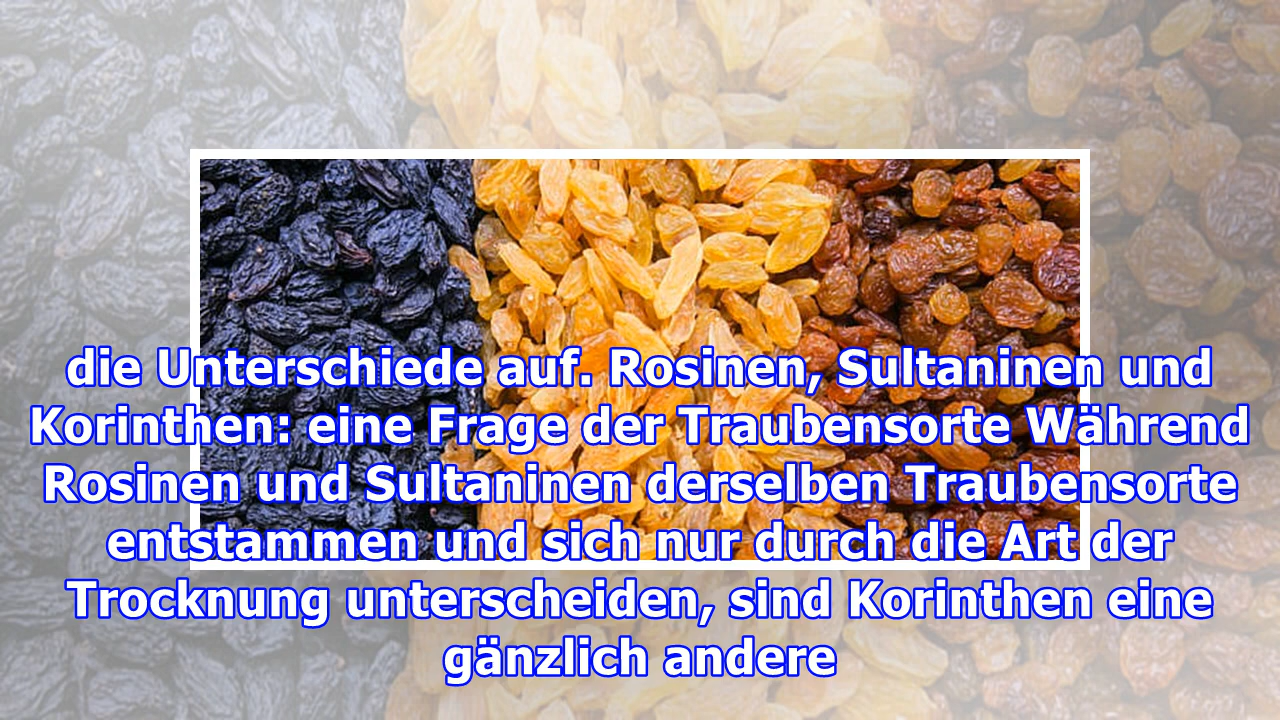 die Unterschiede auf. Rosinen, Sultaninen und
Korinthen: eine Frage der Traubensorte Während
Rosinen und Sultaninen derselben Traubensorte
entstammen und sich nur durch die Art der
Trocknung unterscheiden, sind Korinthen eine
gänzlich andere